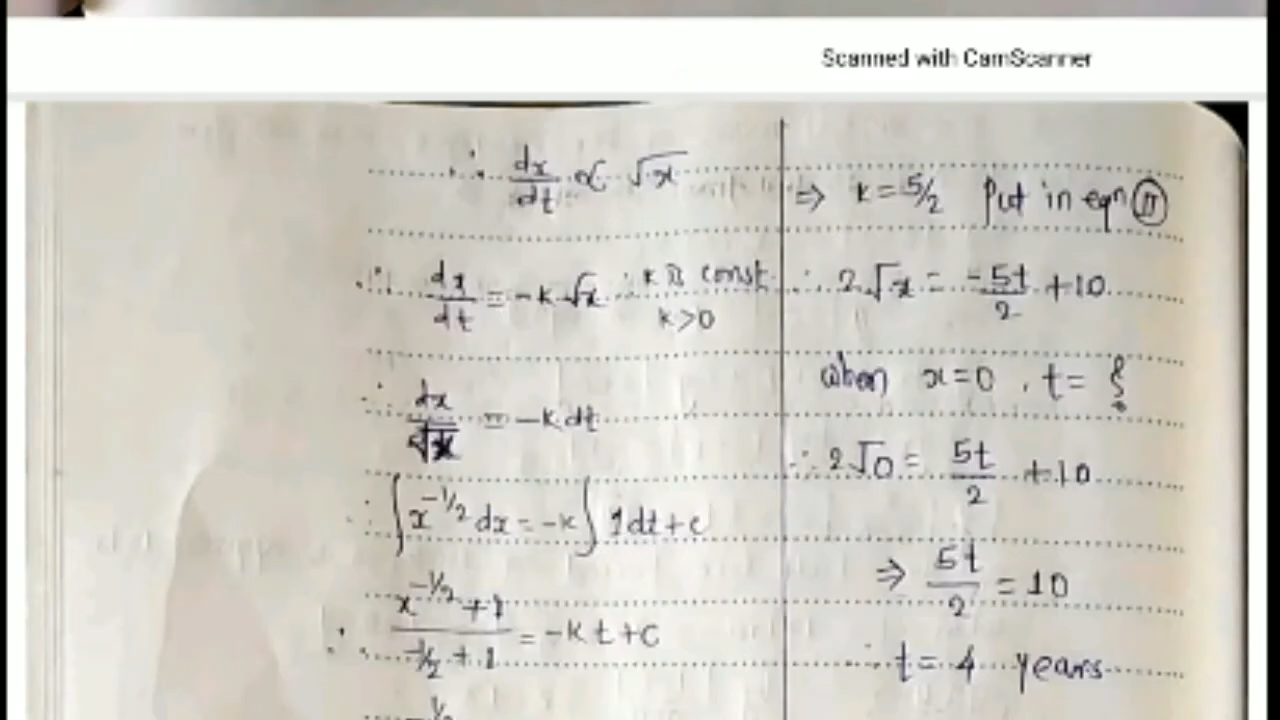 Scanned with CamScanner
∴ dx/dt ∝ √x
∴ dx/dt = -k √x ∵ k is const
k>0
∴ dx/√x = -k dt
∴ ∫ x^(-1/2) dx = -k ∫ 1 dt + c
∴ (x^(-1/2 + 1))/(-1/2 + 1) = -k t + c
⇒ k = 5/2 Put in eqn (II)
∴ 2√x = -5t/2 + 10
when x=0, t= ?
∴ 2√0 = 5t/2 + 10
⇒ 5t/2 = 10
∴ t = 4 years